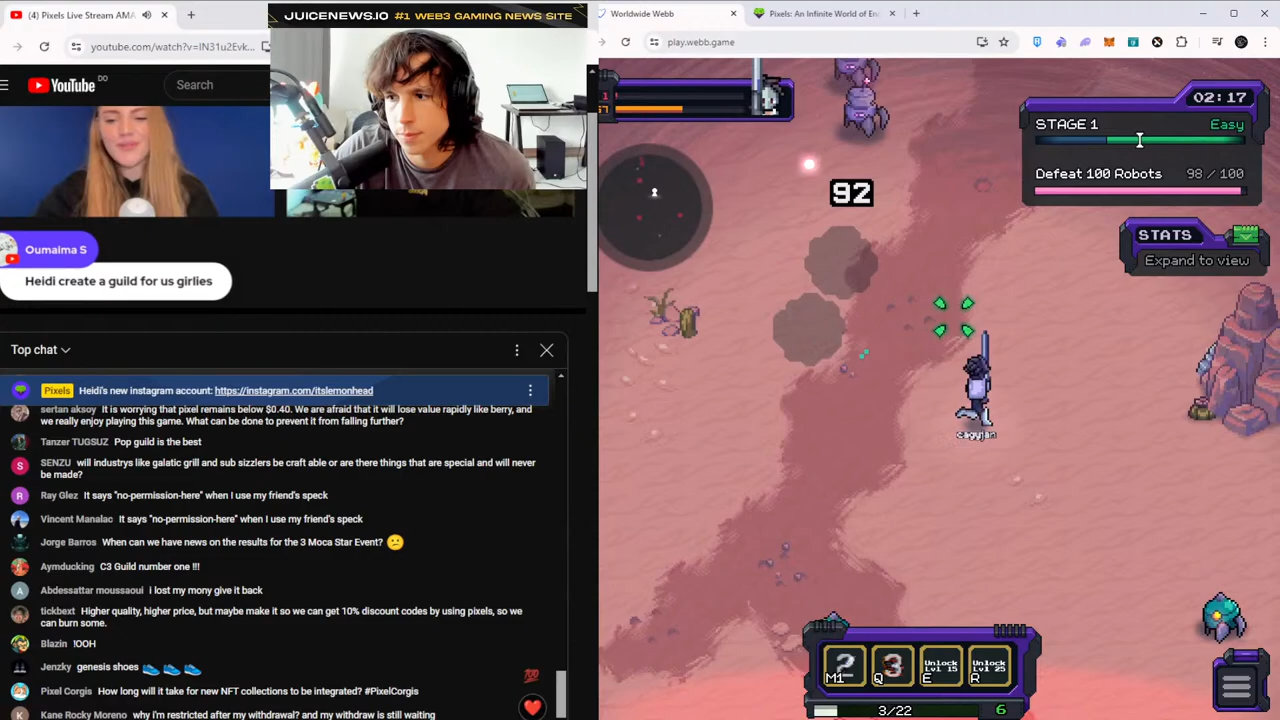 (4) Pixels Live Stream AMA
youtube.com/watch?v=IN31u2Evk...
JUICENEWS.IO #1 WEB3 GAMING NEWS SITE
YouTube DO
Search
Oumaima S
Heidi create a guild for us girlies
Top chat
Pixels Heidi's new instagram account: https://instagram.com/itslemonhead
sertan aksoy It is worrying that pixel remains below $0.40. We are afraid that it will lose value rapidly like berry, and
we really enjoy playing this game. What can be done to prevent it from falling further?
Tanzer TUGSUZ Pop guild is the best
S SENZU will industrys like galatic grill and sub sizzlers be craft able or are there things that are special and will never
be made?
R Ray Glez It says "no-permission-here" when I use my friend's speck
Vincent Manalac It says "no-permission-here" when I use my friend's speck
Jorge Barros When can we have news on the results for the 3 Moca Star Event?
Aymducking C3 Guild number one !!!
A Abdessattar moussaoui i lost my mony give it back
tickbext Higher quality, higher price, but maybe make it so we can get 10% discount codes by using pixels, so we
can burn some.
Blazin !OOH
Jenzky genesis shoes
Pixel Corgis How long will it take for new NFT collections to be integrated? #PixelCorgis
K Kane Rocky Moreno why i'm restricted after my withdrawal? and my withdraw is still waiting
100
Worldwide Webb
Pixels: An Infinite World of En
play.webb.game
02:17
STAGE 1 Easy
Defeat 100 Robots 98 / 100
STATS
Expand to view
92
cagyjan
? M1
3 Q
Unlock Lvl 15 E
Unlock Lvl 25 R
3/22
6